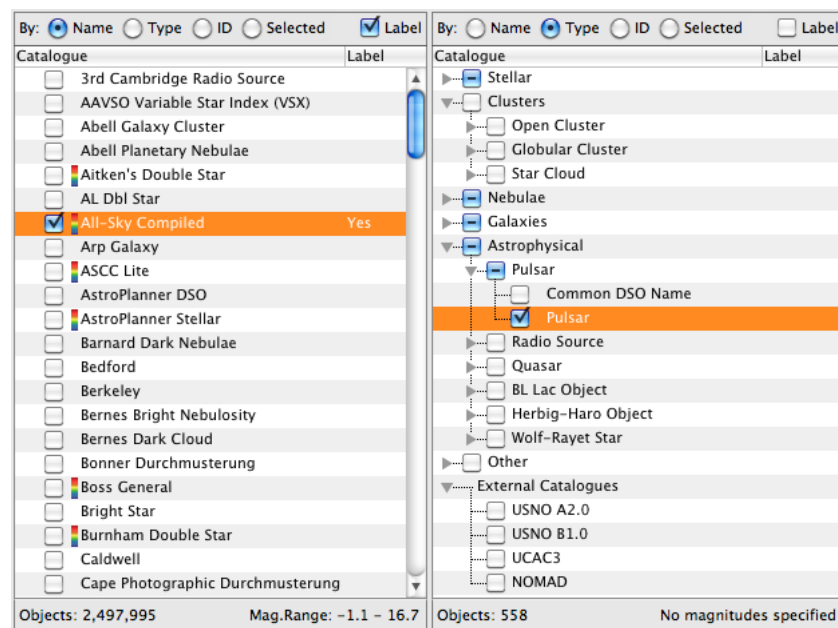 By: Name Type ID Selected Label
Catalogue Label
3rd Cambridge Radio Source
AAVSO Variable Star Index (VSX)
Abell Galaxy Cluster
Abell Planetary Nebulae
Aitken's Double Star
AL Dbl Star
All-Sky Compiled Yes
Arp Galaxy
ASCC Lite
AstroPlanner DSO
AstroPlanner Stellar
Barnard Dark Nebulae
Bedford
Berkeley
Bernes Bright Nebulosity
Bernes Dark Cloud
Bonner Durchmusterung
Boss General
Bright Star
Burnham Double Star
Caldwell
Cape Photographic Durchmusterung
Objects: 2,497,995 Mag.Range: -1.1 - 16.7
By: Name Type ID Selected Label
Catalogue Label
Stellar
Clusters
Open Cluster
Globular Cluster
Star Cloud
Nebulae
Galaxies
Astrophysical
Pulsar
Common DSO Name
Pulsar
Radio Source
Quasar
BL Lac Object
Herbig-Haro Object
Wolf-Rayet Star
Other
External Catalogues
USNO A2.0
USNO B1.0
UCAC3
NOMAD
Objects: 558 No magnitudes specified